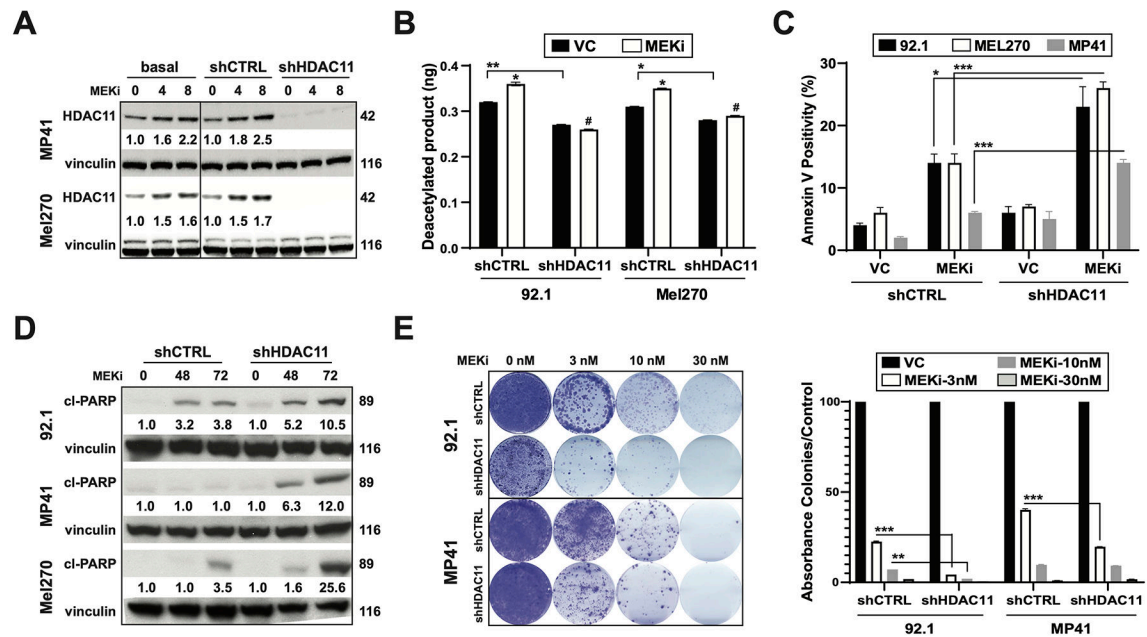 A
basal shCTRL shHDAC11
MEKi 0 4 8 0 4 8 0 4 8
MP41
HDAC11 42
1.0 1.6 2.2 1.0 1.8 2.5
vinculin 116
Mel270
HDAC11 42
1.0 1.5 1.6 1.0 1.5 1.7
vinculin 116
B
VC MEKi
Deacetylated product (ng)
0.4
0.3
0.2
0.1
0.0
** * # * * #
shCTRL shHDAC11 shCTRL shHDAC11
92.1 Mel270
C
92.1 MEL270 MP41
Annexin V Positivity (%)
30
20
10
0
* ***
***
VC MEKi VC MEKi
shCTRL shHDAC11
D
shCTRL shHDAC11
MEKi 0 48 72 0 48 72
92.1
cl-PARP 89
1.0 3.2 3.8 1.0 5.2 10.5
vinculin 116
MP41
cl-PARP 89
1.0 1.0 1.0 1.0 6.3 12.0
vinculin 116
Mel270
cl-PARP 89
1.0 1.0 3.5 1.0 1.6 25.6
vinculin 116
E
MEKi 0 nM 3 nM 10 nM 30 nM
92.1
shCTRL
shHDAC11
MP41
shCTRL
shHDAC11
VC MEKi-10nM
MEKi-3nM MEKi-30nM
Absorbance Colonies/Control
100
50
0
***
**
***
shCTRL shHDAC11 shCTRL shHDAC11
92.1 MP41